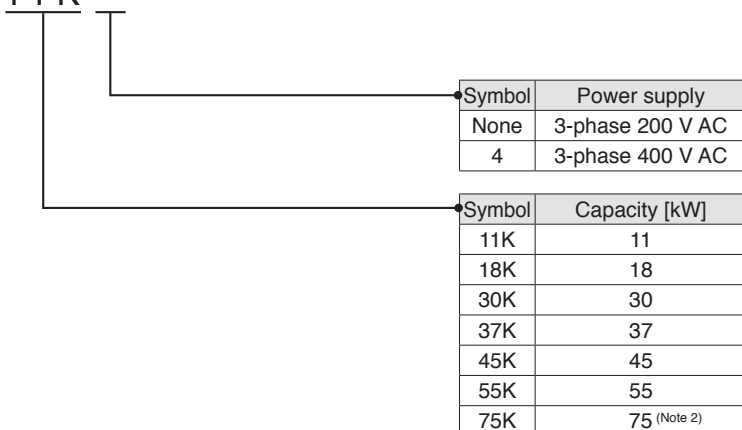 Symbol Power supply
None 3-phase 200 V AC
4 3-phase 400 V AC
Symbol Capacity [kW]
11K 11
18K 18
30K 30
37K 37
45K 45
55K 55
75K 75 (Note 2)